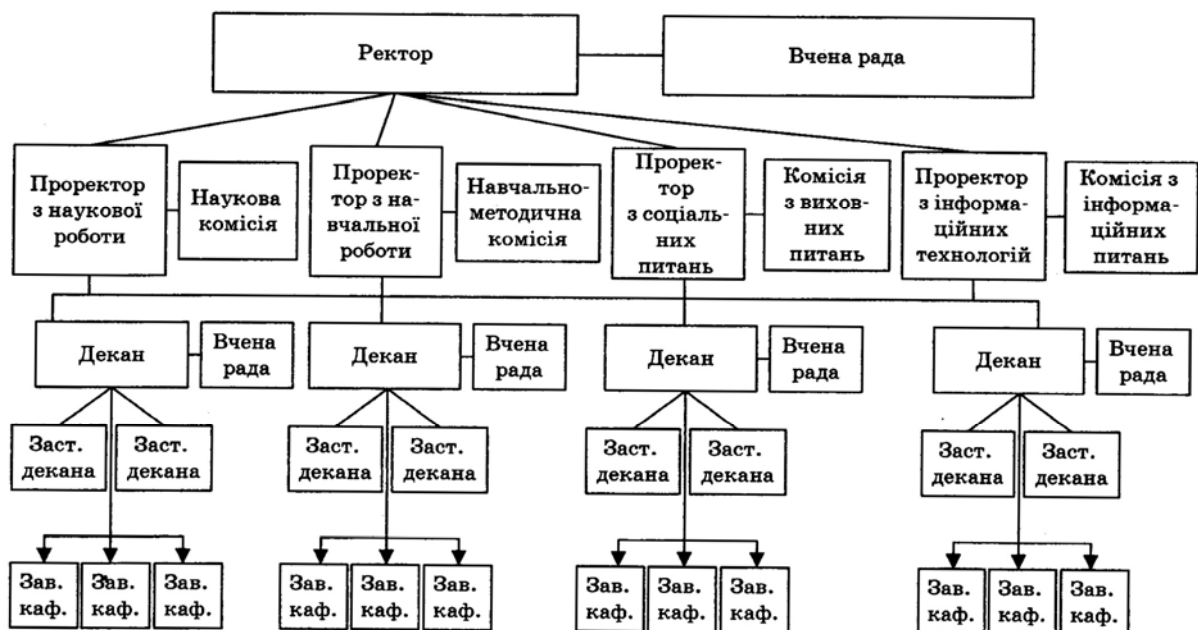 Ректор
Вчена рада
Проректор
з наукової
роботи
Наукова
комісія
Прорек-
тор з на-
вчальної
роботи
Навчально-
методична
комісія
Прорек-
тор
з соціаль-
них
питань
Комісія
з вихов-
них
питань
Проректор
з інформа-
ційних
технологій
Комісія з
інформа-
ційних
питань
Декан
Вчена
рада
Декан
Вчена
рада
Декан
Вчена
рада
Декан
Вчена
рада
Заст.
декана
Заст.
декана
Заст.
декана
Заст.
декана
Заст.
декана
Заст.
декана
Заст.
декана
Заст.
декана
Зав.
каф.
Зав.
каф.
Зав.
каф.
Зав.
каф.
Зав.
каф.
Зав.
каф.
Зав.
каф.
Зав.
каф.
Зав.
каф.
Зав.
каф.
Зав.
каф.
Зав.
каф.